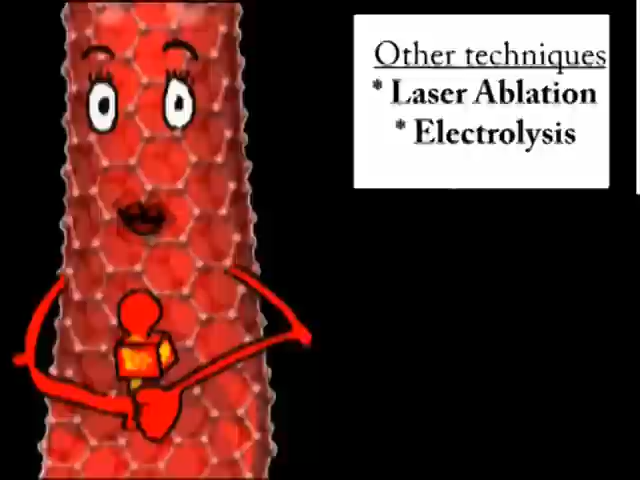 Other techniques
* Laser Ablation
* Electrolysis